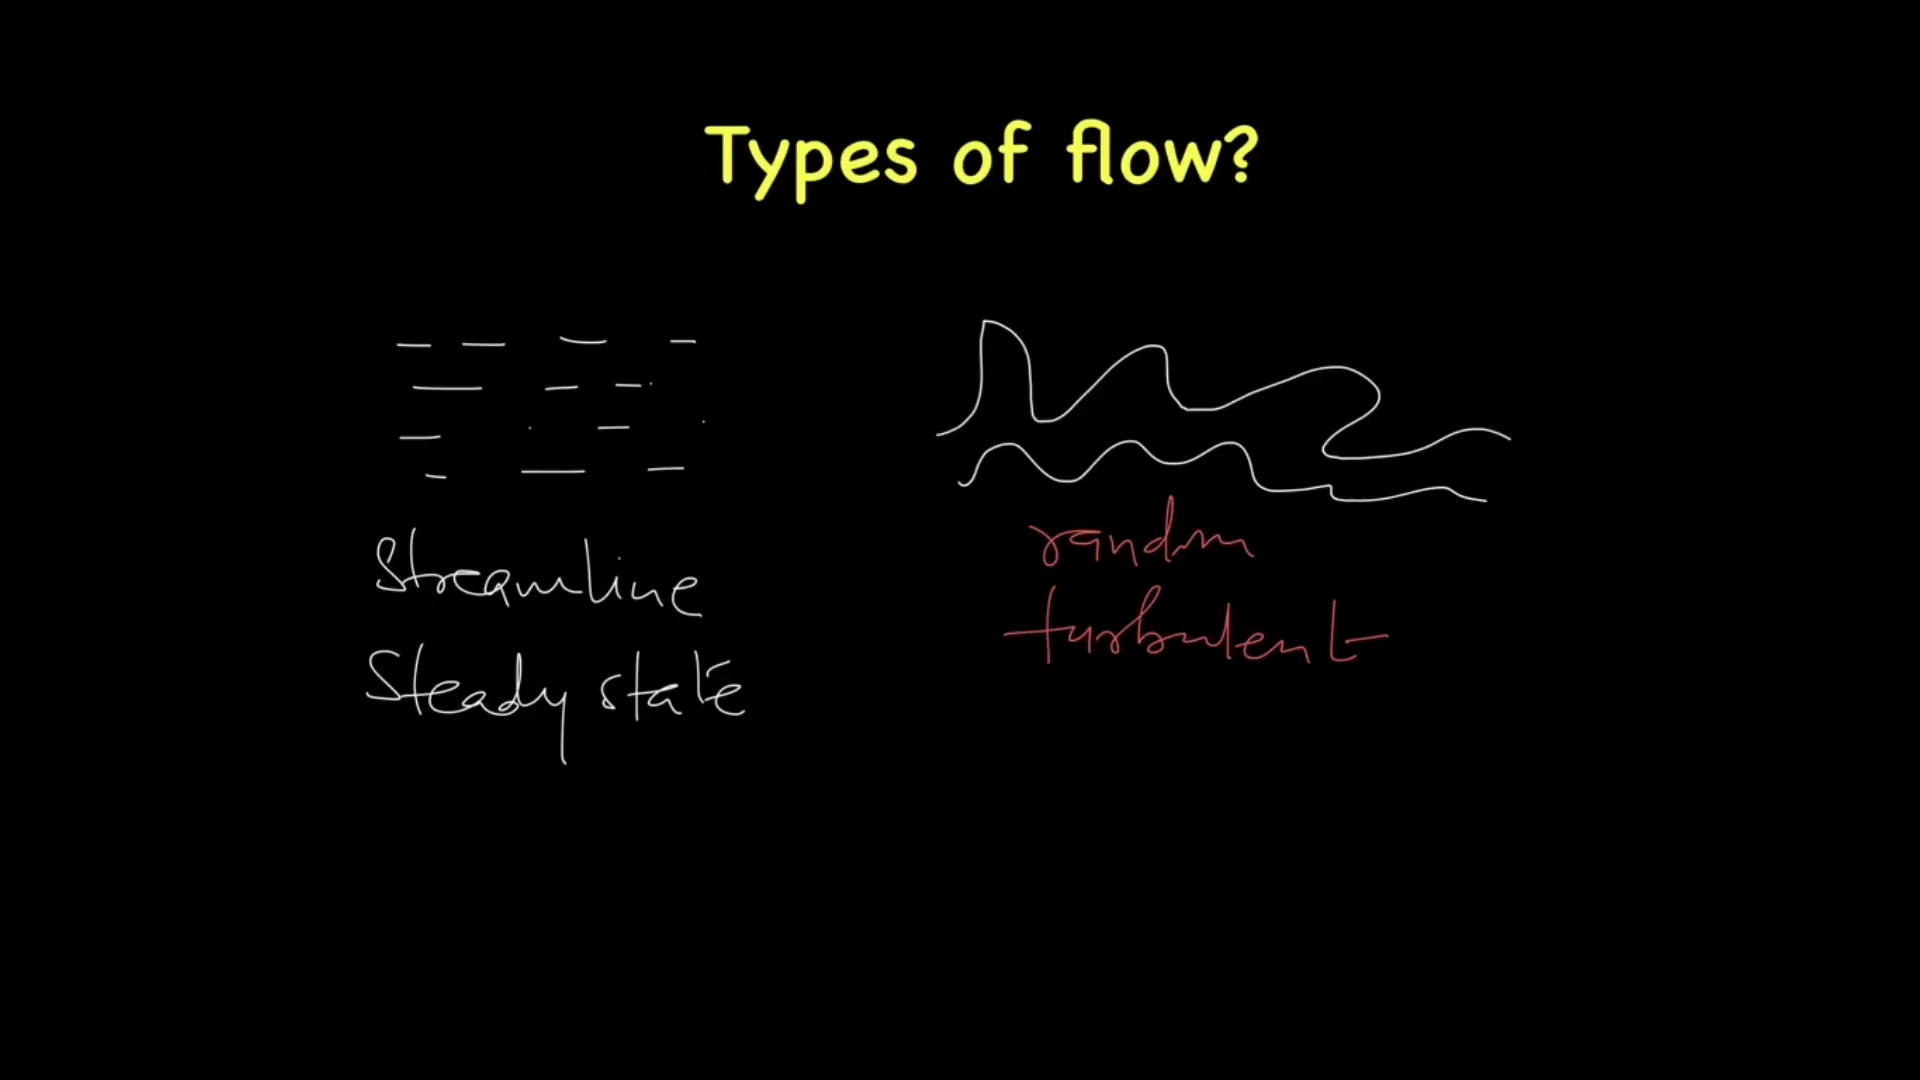 Types of flow?
Streamline
Steady state
random
turbulent